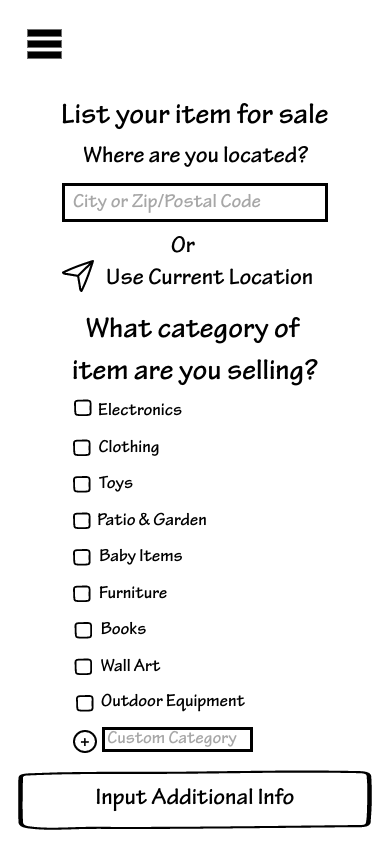 List your item for sale
Where are you located?
City or Zip/Postal Code
Or
Use Current Location
What category of
item are you selling?
Electronics
Clothing
Toys
Patio & Garden
Baby Items
Furniture
Books
Wall Art
Outdoor Equipment
Custom Category
Input Additional Info